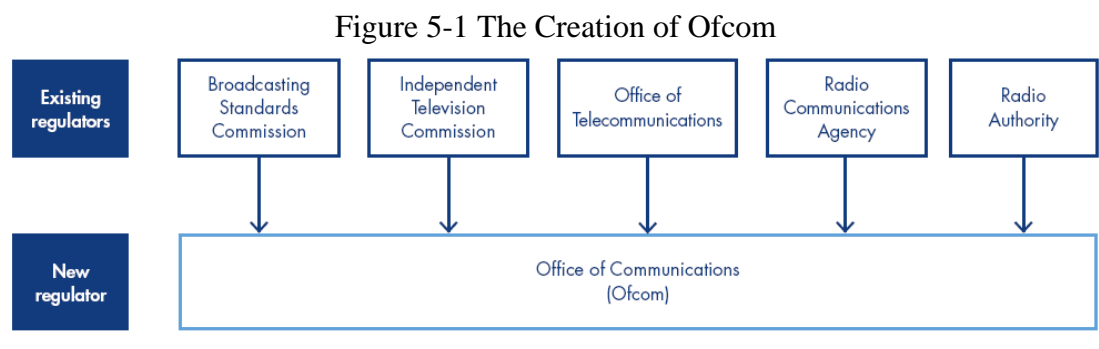 Figure 5-1 The Creation of Ofcom
Existing
regulators
Broadcasting
Standards
Commission
Independent
Television
Commission
Office of
Telecommunications
Radio
Communications
Agency
Radio
Authority
New
regulator
Office of Communications
(Ofcom)